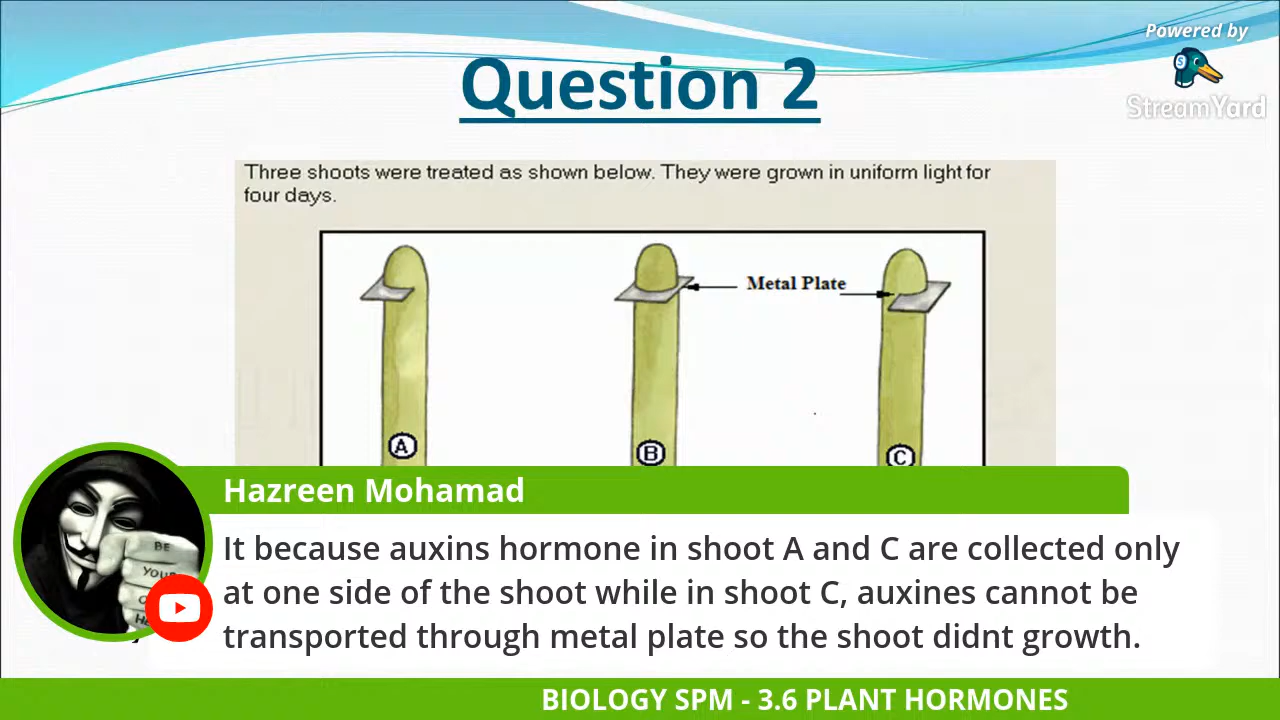 Powered by
StreamYard
Question 2
Three shoots were treated as shown below. They were grown in uniform light for
four days.
Metal Plate
A
B
C
Hazreen Mohamad
It because auxins hormone in shoot A and C are collected only
at one side of the shoot while in shoot C, auxines cannot be
transported through metal plate so the shoot didnt growth.
BE
BIOLOGY SPM - 3.6 PLANT HORMONES